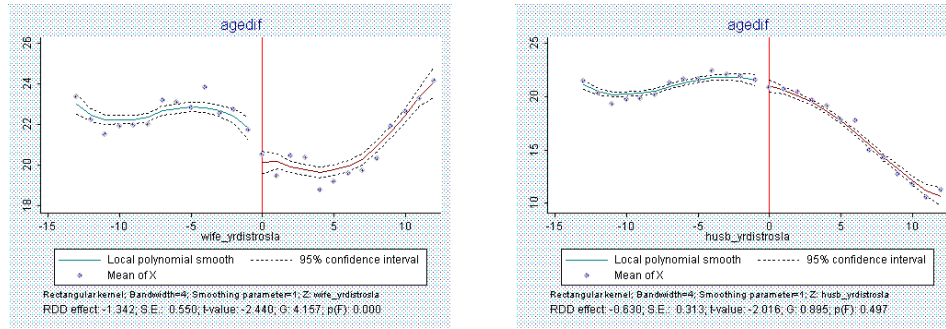 agedif
26
24
22
20
18
-15
-10
-5
0
5
10
wife_yrdistrosla
Local polynomial smooth
95% confidence interval
Mean of X
Rectangular kernel; Bandwidth=4; Smoothing parameter=1; Z: wife_yrdistrosla
RDD effect: -1.342; S.E.: 0.550; t-value: -2.440; G: 4.157; p(F): 0.000
agedif
25
20
15
10
-15
-10
-5
0
5
10
husb_yrdistrosla
Local polynomial smooth
95% confidence interval
Mean of X
Rectangular kernel; Bandwidth=4; Smoothing parameter=1; Z: husb_yrdistrosla
RDD effect: -0.630; S.E.: 0.313; t-value: -2.016; G: 0.895; p(F): 0.497